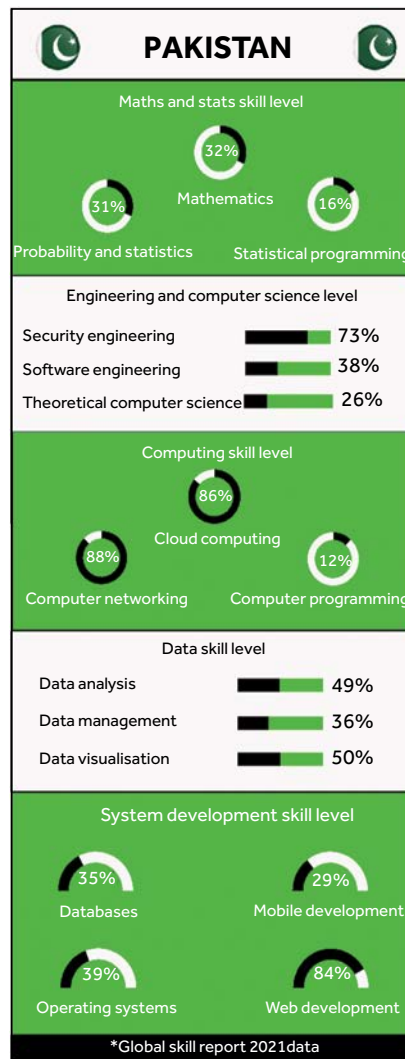 PAKISTAN
Maths and stats skill level
32%
Mathematics
31%
Probability and statistics
16%
Statistical programming
Engineering and computer science level
Security engineering 73%
Software engineering 38%
Theoretical computer science 26%
Computing skill level
86%
Cloud computing
88%
Computer networking
12%
Computer programming
Data skill level
Data analysis 49%
Data management 36%
Data visualisation 50%
System development skill level
35%
Databases
29%
Mobile development
39%
Operating systems
84%
Web development
*Global skill report 2021data